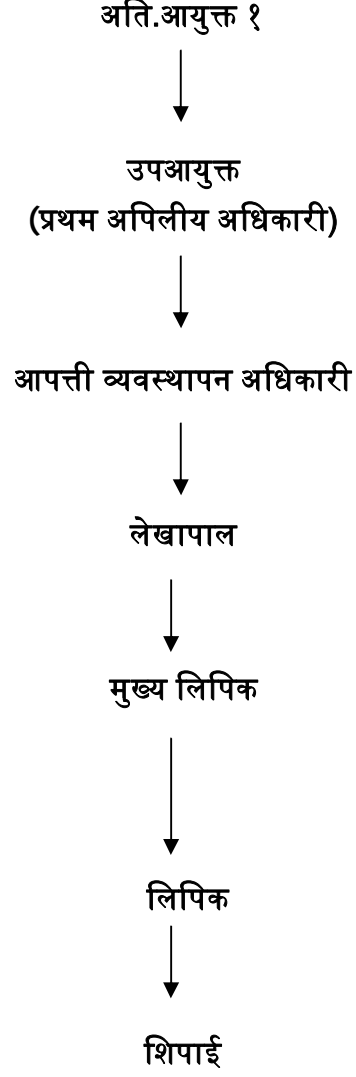 अति.आयुक्त १
उपआयुक्त
(प्रथम अपिलीय अधिकारी)
आपत्ती व्यवस्थापन अधिकारी
लेखापाल
मुख्य लिपिक
लिपिक
शिपाई